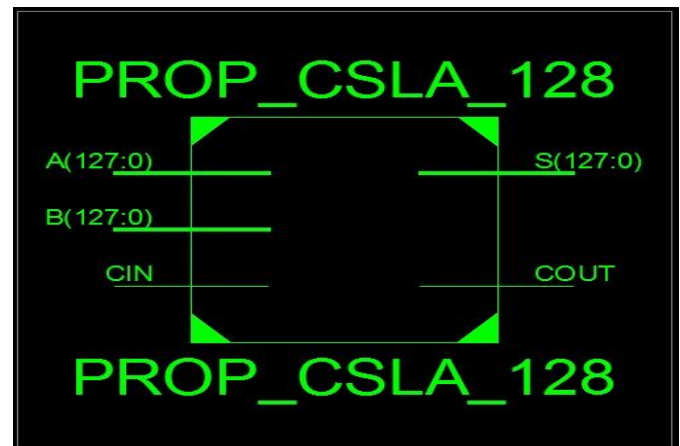 PROP_CSLA_128
A(127:0) S(127:0)
B(127:0)
CIN COUT
PROP_CSLA_128